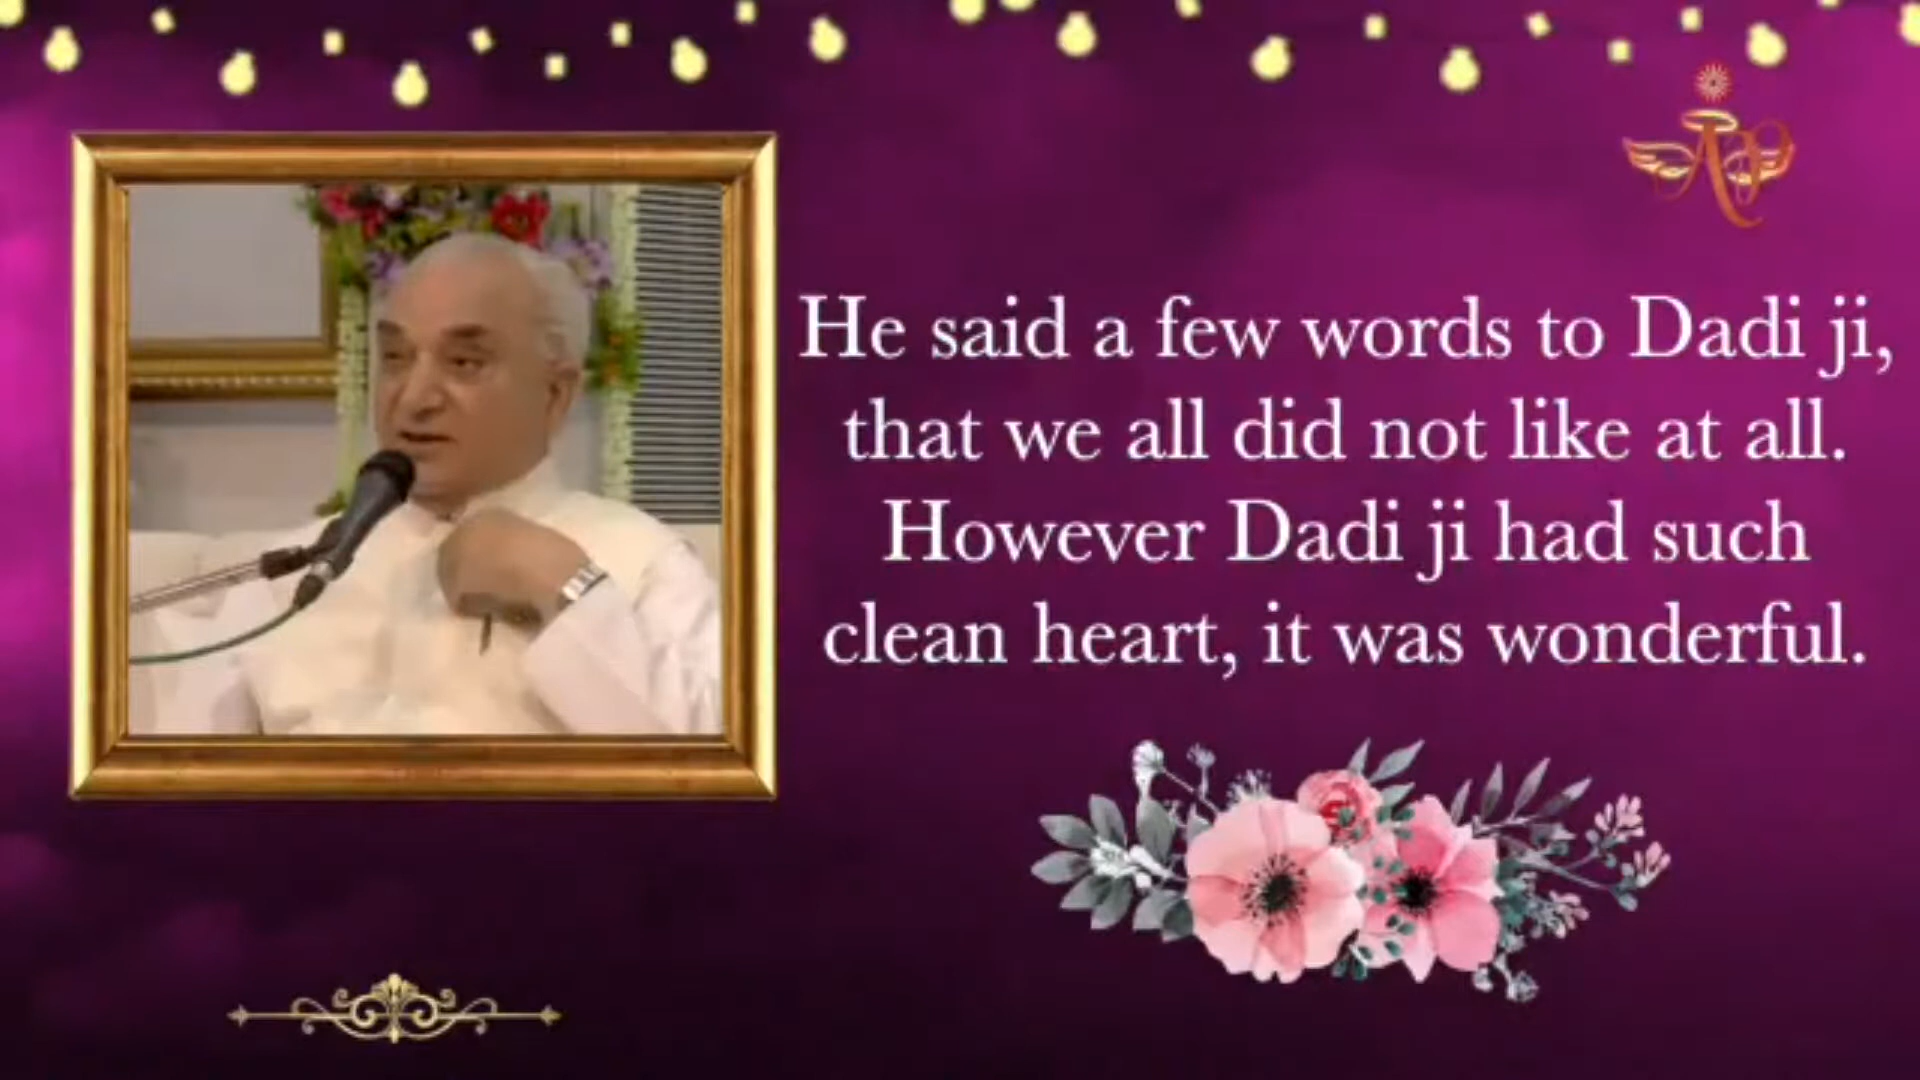 He said a few words to Dadi ji,
that we all did not like at all.
However Dadi ji had such
clean heart, it was wonderful.